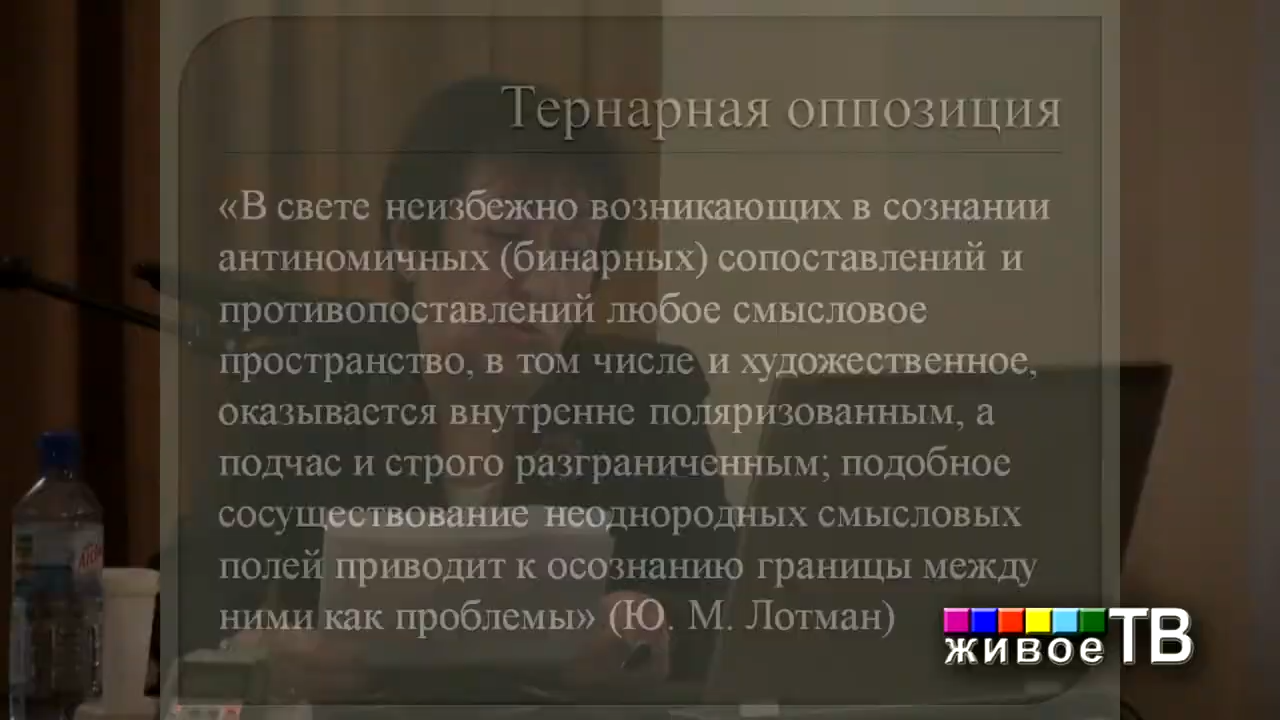 Тернарная оппозиция
«В свете неизбежно возникающих в сознании
антиномичных (бинарных) сопоставлений и
противопоставлений любое смысловое
пространство, в том числе и художественное,
оказывается внутренне поляризованным, а
подчас и строго разграниченным; подобное
сосуществование неоднородных смысловых
полей приводит к осознанию границы между
ними как проблемы» (Ю. М. Лотман)
живое ТВ